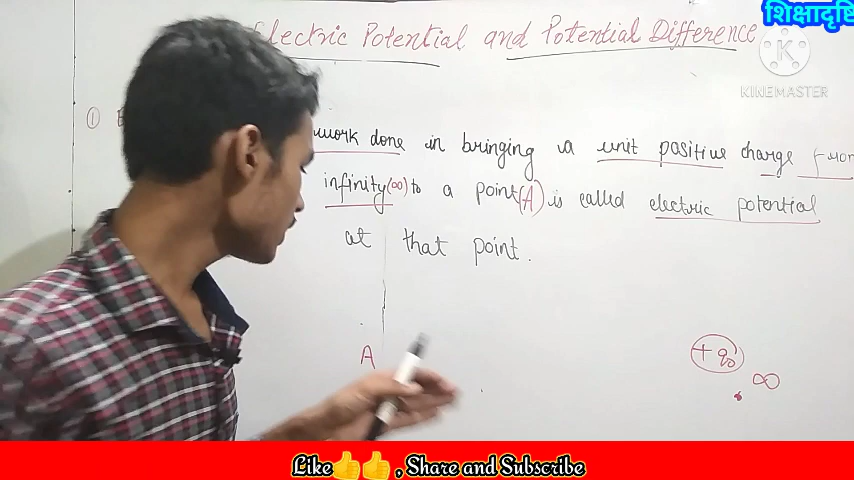 शिक्षादृष्टि
Electric Potential and Potential Difference
K
KINEMASTER
① E
work done in bringing a unit positive charge from
infinity (∞) to a point (A) is called electric potential
at that point.
A
+q₀
∞
Like👍👍, Share and Subscribe